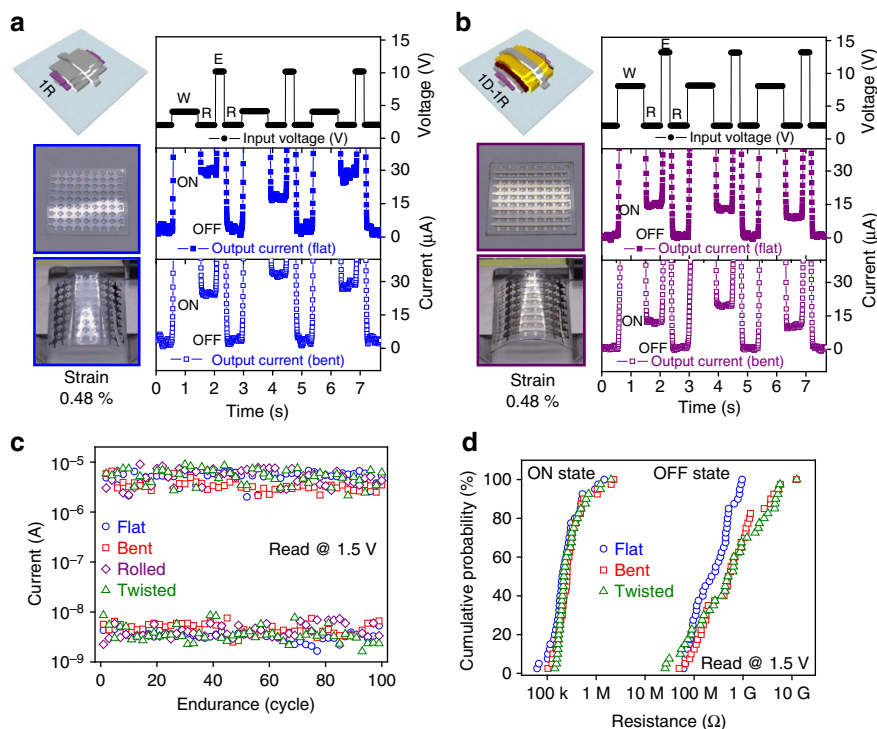 a
1R
W
E
R
R
15
10
5
0
Voltage (V)
Input voltage (V)
ON
OFF
Output current (flat)
30
0
ON
OFF
Output current (bent)
30
0
Current (µA)
Strain
0.48 %
0 1 2 3 4 5 6 7
Time (s)
b
1D-1R
W
E
R
R
15
10
5
0
Voltage (V)
Input voltage (V)
ON
OFF
Output current (flat)
30
0
ON
OFF
Output current (bent)
30
0
Current (µA)
Strain
0.48 %
0 1 2 3 4 5 6 7
Time (s)
c
Current (A)
10⁻⁵
10⁻⁶
10⁻⁷
10⁻⁸
10⁻⁹
Flat
Bent
Rolled
Twisted
Read @ 1.5 V
0 20 40 60 80 100
Endurance (cycle)
d
Cumulative probability (%)
100
80
60
40
20
0
ON state OFF state
Flat
Bent
Twisted
Read @ 1.5 V
100 k 1 M 10 M 100 M 1 G 10 G
Resistance (Ω)